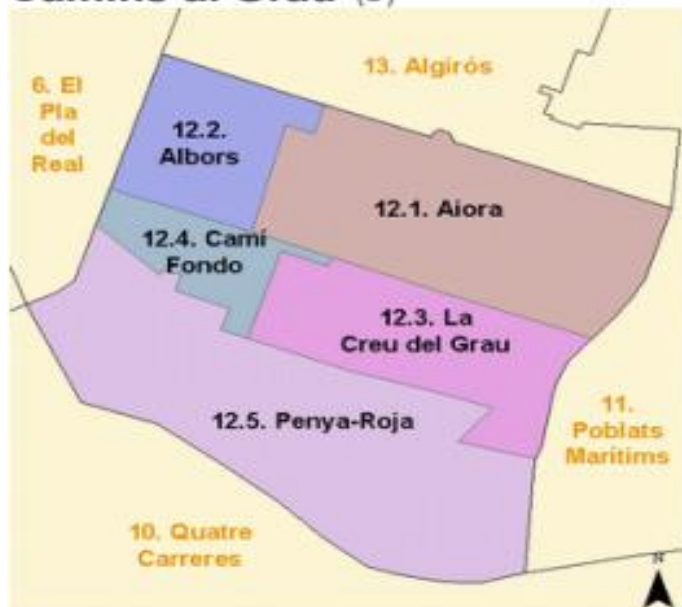 Camins al Grau (5)
13. Algirós
6. El
Pla
del
Real
12.2.
Albors
12.1. Aiora
12.4. Camí
Fondo
12.3. La
Creu del Grau
12.5. Penya-Roja
11.
Poblats
Marítims
10. Quatre
Carreres
N